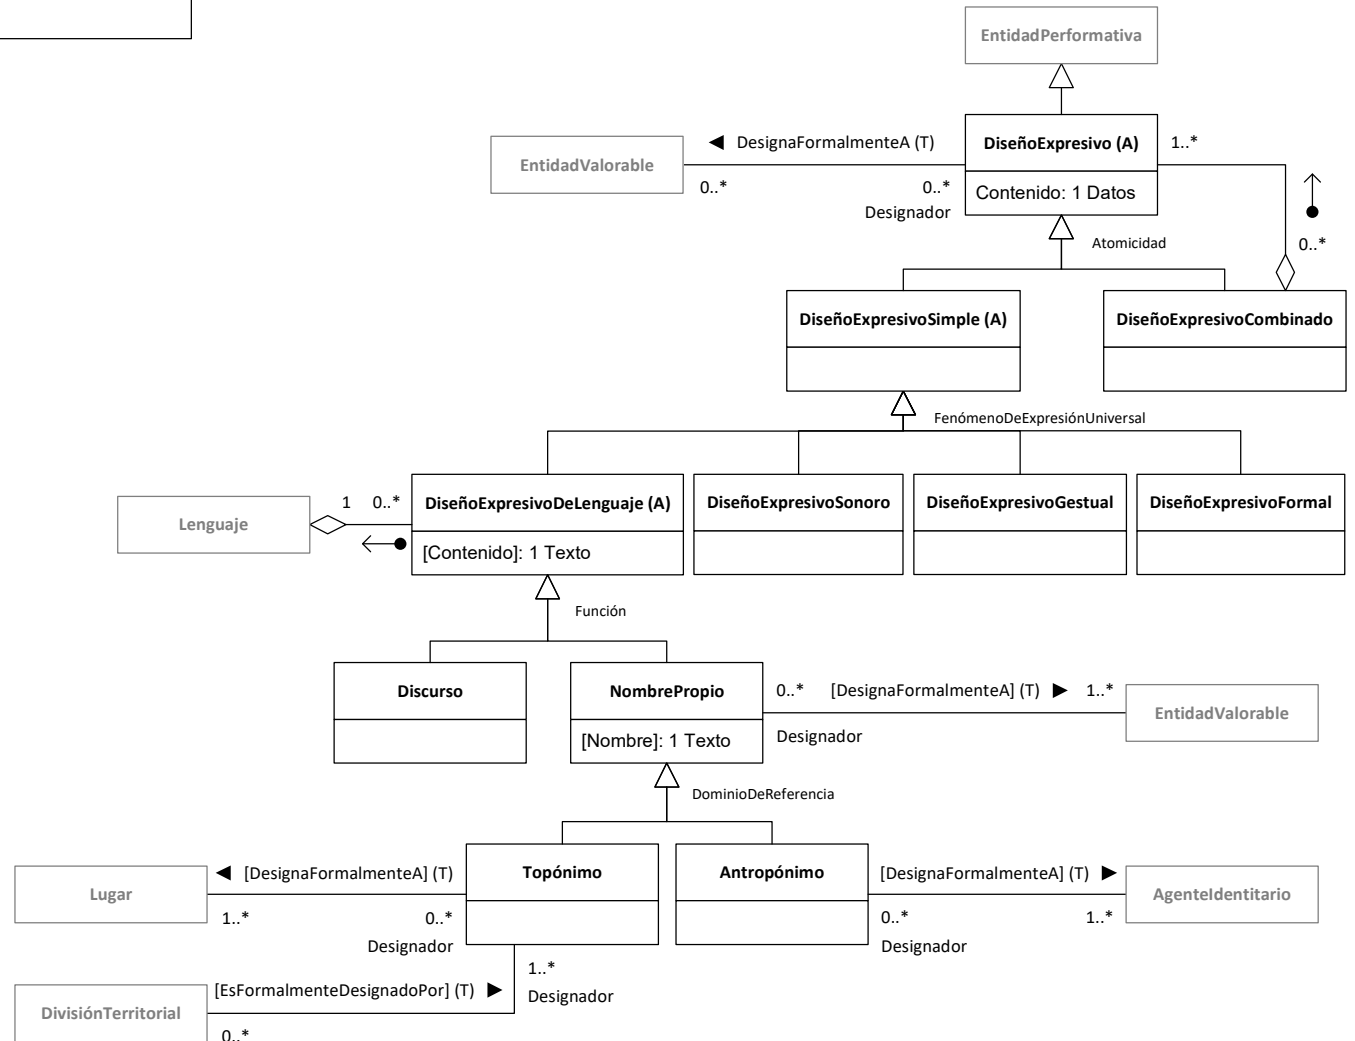 EntidadPerformativa
◄ DesignaFormalmenteA (T)
DiseñoExpresivo (A)
1..*
EntidadValorable
0..*
0..*
Contenido: 1 Datos
Designador
Atomicidad
0..*
DiseñoExpresivoSimple (A)
DiseñoExpresivoCombinado
FenómenoDeExpresiónUniversal
1
0..*
DiseñoExpresivoDeLenguaje (A)
DiseñoExpresivoSonoro
DiseñoExpresivoGestual
DiseñoExpresivoFormal
Lenguaje
[Contenido]: 1 Texto
Función
Discurso
NombrePropio
0..*
[DesignaFormalmenteA] (T) ►
1..*
EntidadValorable
[Nombre]: 1 Texto
Designador
DominioDeReferencia
◄ [DesignaFormalmenteA] (T)
Topónimo
Antropónimo
[DesignaFormalmenteA] (T) ►
Lugar
AgenteIdentitario
1..*
0..*
0..*
1..*
Designador
Designador
1..*
[EsFormalmenteDesignadoPor] (T) ►
Designador
DivisiónTerritorial
0..*